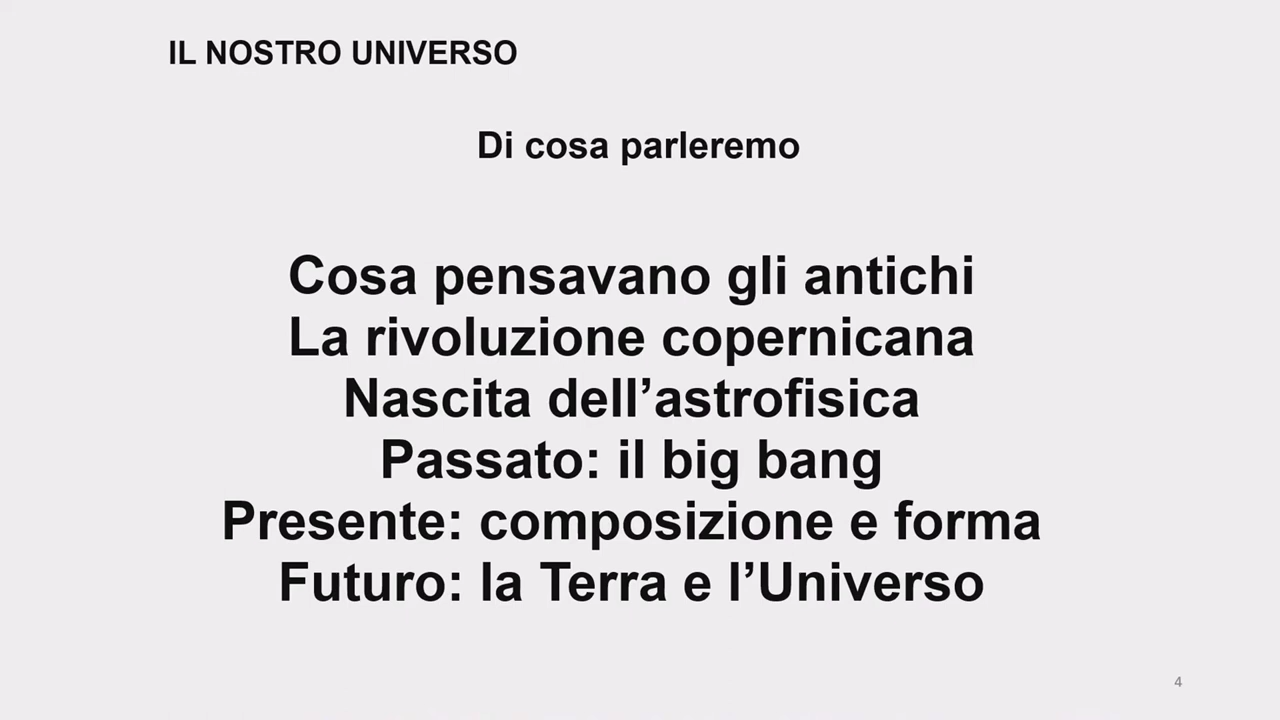 IL NOSTRO UNIVERSO
Di cosa parleremo
Cosa pensavano gli antichi
La rivoluzione copernicana
Nascita dell’astrofisica
Passato: il big bang
Presente: composizione e forma
Futuro: la Terra e l’Universo
4